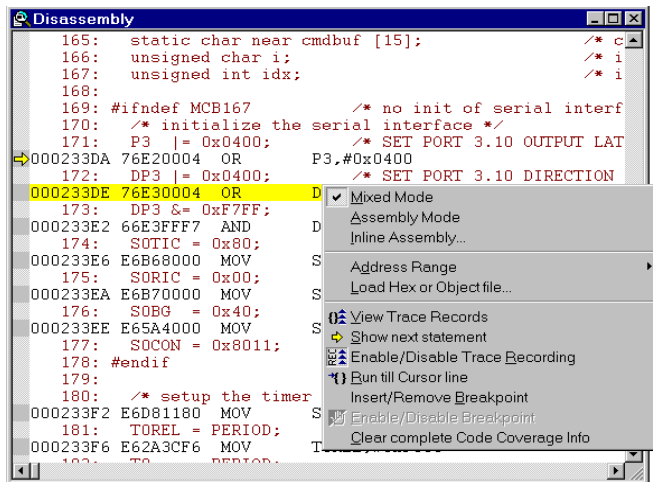 Disassembly
165: static char near cmdbuf [15]; /* c
166: unsigned char i; /* i
167: unsigned int idx; /* i
168:
169: #ifndef MCB167 /* no init of serial interf
170: /* initialize the serial interface */
171: P3 |= 0x0400; /* SET PORT 3.10 OUTPUT LAT
000233DA 76E20004 OR P3,#0x0400
172: DP3 |= 0x0400; /* SET PORT 3.10 DIRECTION
000233DE 76E30004 OR D
173: DP3 &= 0xF7FF;
000233E2 66E3FFF7 AND D
174: S0TIC = 0x80;
000233E6 E6B68000 MOV S
175: S0RIC = 0x00;
000233EA E6B70000 MOV S
176: S0BG = 0x40;
000233EE E65A4000 MOV S
177: S0CON = 0x8011;
178: #endif
179:
180: /* setup the timer
000233F2 E6D81180 MOV S
181: T0REL = PERIOD;
000233F6 E62A3CF6 MOV
Mixed Mode
Assembly Mode
Inline Assembly...
Address Range
Load Hex or Object file...
View Trace Records
Show next statement
Enable/Disable Trace Recording
Run till Cursor line
Insert/Remove Breakpoint
Enable/Disable Breakpoint
Clear complete Code Coverage Info